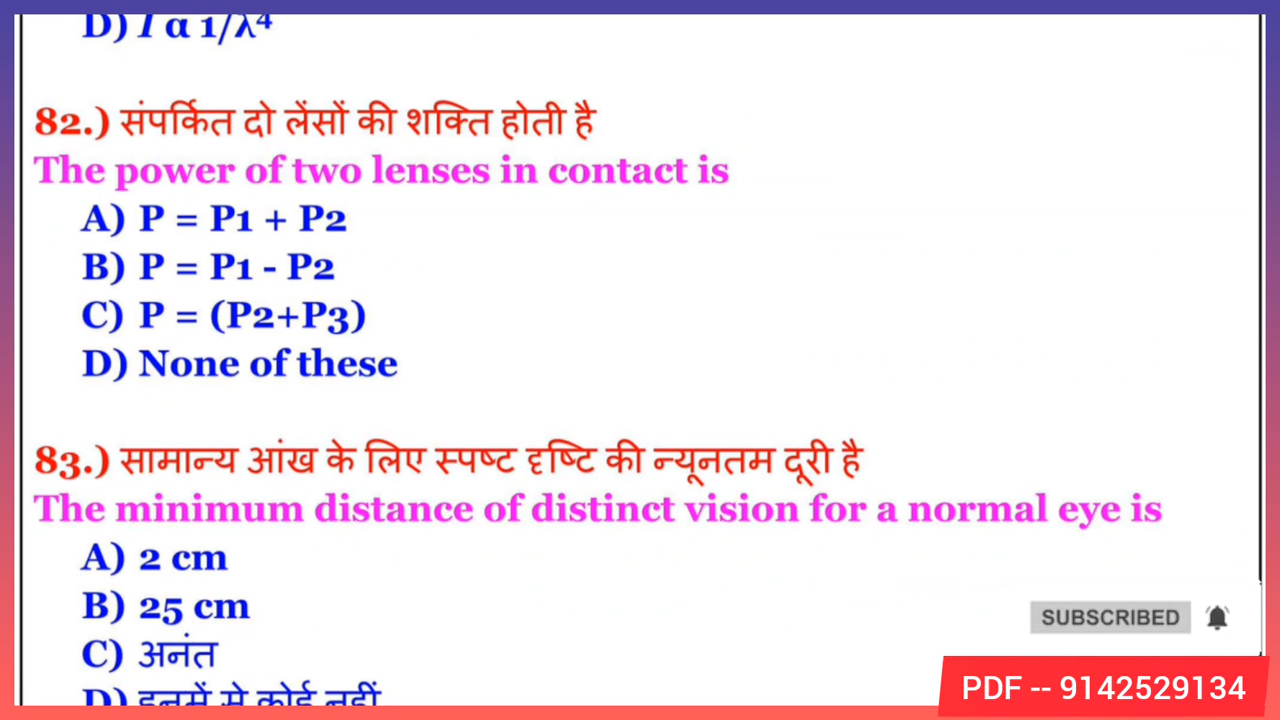 D) I α 1/λ⁴
82.) संपर्कित दो लेंसों की शक्ति होती है
The power of two lenses in contact is
A) P = P1 + P2
B) P = P1 - P2
C) P = (P2+P3)
D) None of these
83.) सामान्य आंख के लिए स्पष्ट दृष्टि की न्यूनतम दूरी है
The minimum distance of distinct vision for a normal eye is
A) 2 cm
B) 25 cm
SUBSCRIBED
C) अनंत
D) इनमें से कोई नहीं
PDF -- 9142529134